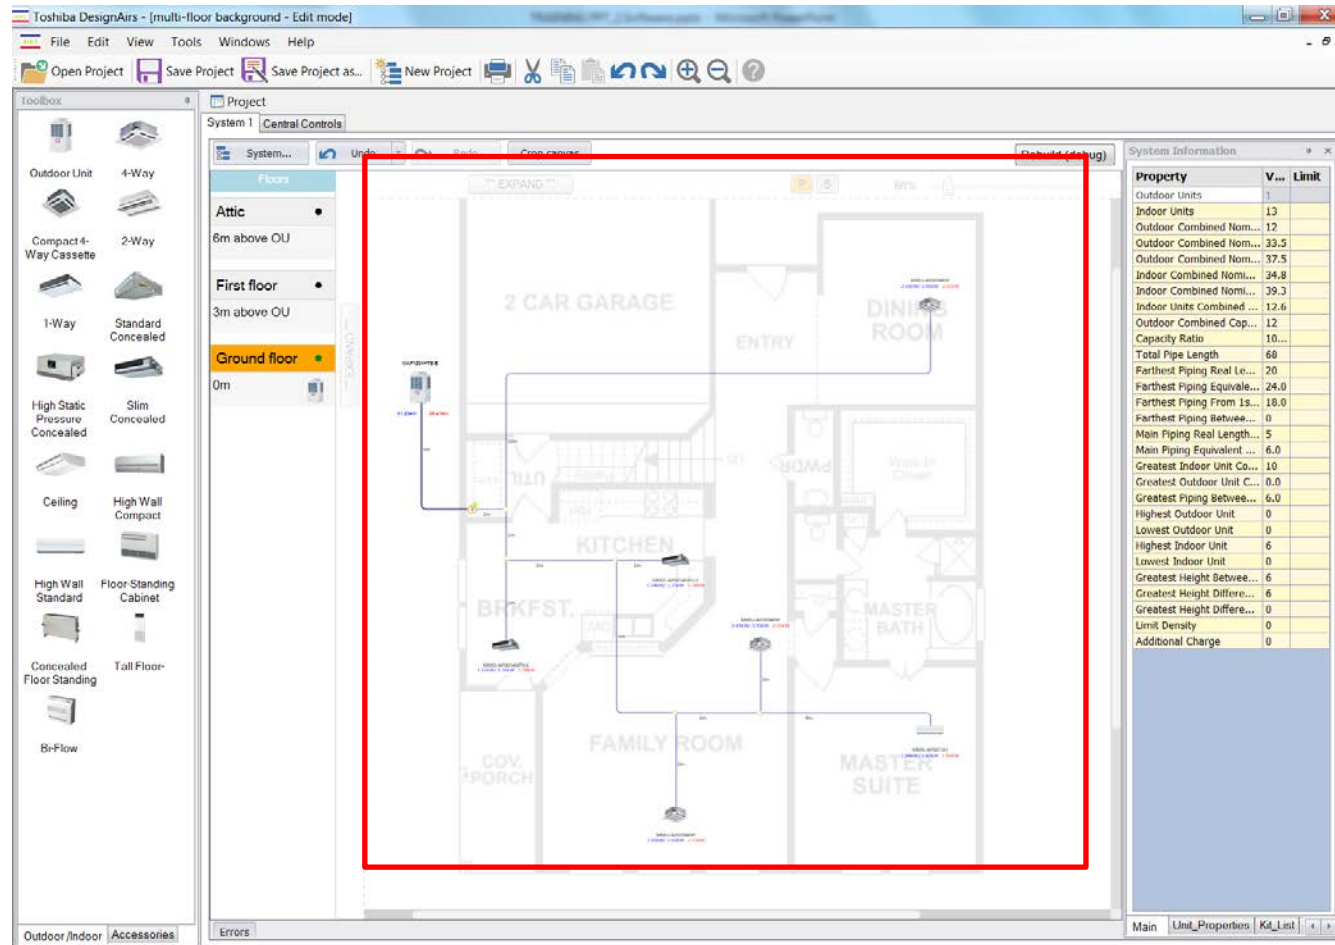 Toshiba DesignAirs - [multi-floor background - Edit mode]
File Edit View Tools Windows Help
Open Project Save Project Save Project as... New Project
Toolbox
Outdoor Unit 4-Way
Compact 4-Way Cassette 2-Way
1-Way Standard Concealed
High Static Pressure Concealed Slim Concealed
Ceiling High Wall Compact
High Wall Standard Floor-Standing Cabinet
Concealed Floor Standing Tall Floor-
Bi-Flow
Outdoor /Indoor Accessories
Project
System 1 Central Controls
System... Undo Redo Crop canvas Rebuild (debug)
Floors
Attic
6m above OU
First floor
3m above OU
Ground floor
0m
EXPAND
P S
2 CAR GARAGE
DINING ROOM
ENTRY
UTIL
PWDR
KITCHEN
BRKFST.
MASTER BATH
FAMILY ROOM
COV. PORCH
MASTER SUITE
Errors
System Information
Property V... Limit
Outdoor Units 1
Indoor Units 13
Outdoor Combined Nom... 12
Outdoor Combined Nom... 33.5
Outdoor Combined Nom... 37.5
Indoor Combined Nomi... 34.8
Indoor Combined Nomi... 39.3
Indoor Units Combined ... 12.6
Outdoor Combined Cap... 12
Capacity Ratio 10...
Total Pipe Length 68
Farthest Piping Real Le... 20
Farthest Piping Equivale... 24.0
Farthest Piping From 1s... 18.0
Farthest Piping Betwee... 0
Main Piping Real Length... 5
Main Piping Equivalent ... 6.0
Greatest Indoor Unit Co... 10
Greatest Outdoor Unit C... 0.0
Greatest Piping Betwee... 6.0
Highest Outdoor Unit 0
Lowest Outdoor Unit 0
Highest Indoor Unit 6
Lowest Indoor Unit 0
Greatest Height Betwee... 6
Greatest Height Differe... 6
Greatest Height Differe... 0
Limit Density 0
Additional Charge 0
Main Unit_Properties Kit_List